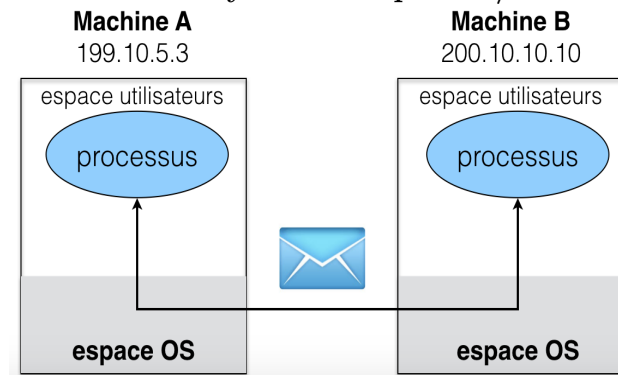 Machine A
199.10.5.3
espace utilisateurs
processus
espace OS
Machine B
200.10.10.10
espace utilisateurs
processus
espace OS